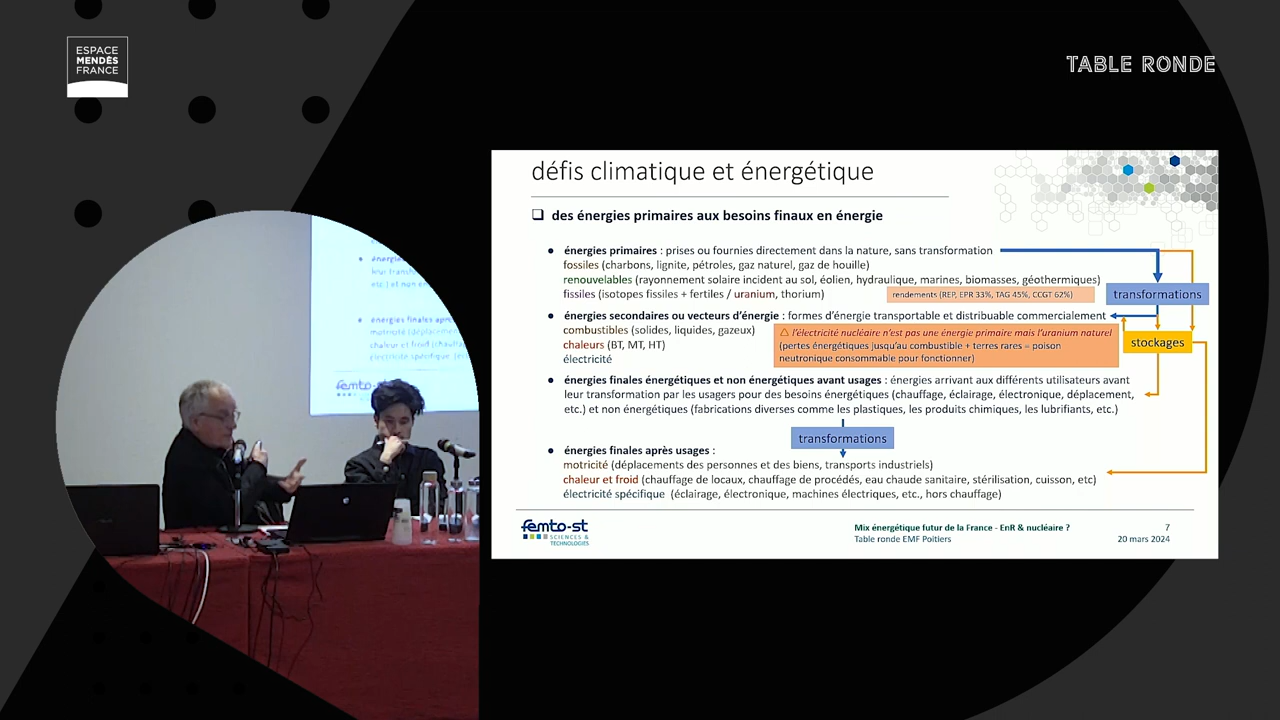 ESPACE
MENDÈS
FRANCE
TABLE RONDE
défis climatique et énergétique
❑ des énergies primaires aux besoins finaux en énergie
• énergies primaires : prises ou fournies directement dans la nature, sans transformation
fossiles (charbons, lignite, pétroles, gaz naturel, gaz de houille)
renouvelables (rayonnement solaire incident au sol, éolien, hydraulique, marines, biomasses, géothermiques)
fissiles (isotopes fissiles + fertiles / uranium, thorium)
rendements (REP, EPR 33%, TAG 45%, CCGT 62%)
transformations
• énergies secondaires ou vecteurs d'énergie : formes d'énergie transportable et distribuable commercialement
combustibles (solides, liquides, gazeux)
chaleurs (BT, MT, HT)
électricité
⚠ l'électricité nucléaire n'est pas une énergie primaire mais l'uranium naturel
(pertes énergétiques jusqu'au combustible + terres rares = poison
neutronique consommable pour fonctionner)
stockages
• énergies finales énergétiques et non énergétiques avant usages : énergies arrivant aux différents utilisateurs avant
leur transformation par les usagers pour des besoins énergétiques (chauffage, éclairage, électronique, déplacement,
etc.) et non énergétiques (fabrications diverses comme les plastiques, les produits chimiques, les lubrifiants, etc.)
transformations
• énergies finales après usages :
motricité (déplacements des personnes et des biens, transports industriels)
chaleur et froid (chauffage de locaux, chauffage de procédés, eau chaude sanitaire, stérilisation, cuisson, etc)
électricité spécifique (éclairage, électronique, machines électriques, etc., hors chauffage)
femto-st
SCIENCES &
TECHNOLOGIES
Mix énergétique futur de la France - EnR & nucléaire ?
Table ronde EMF Poitiers
7
20 mars 2024